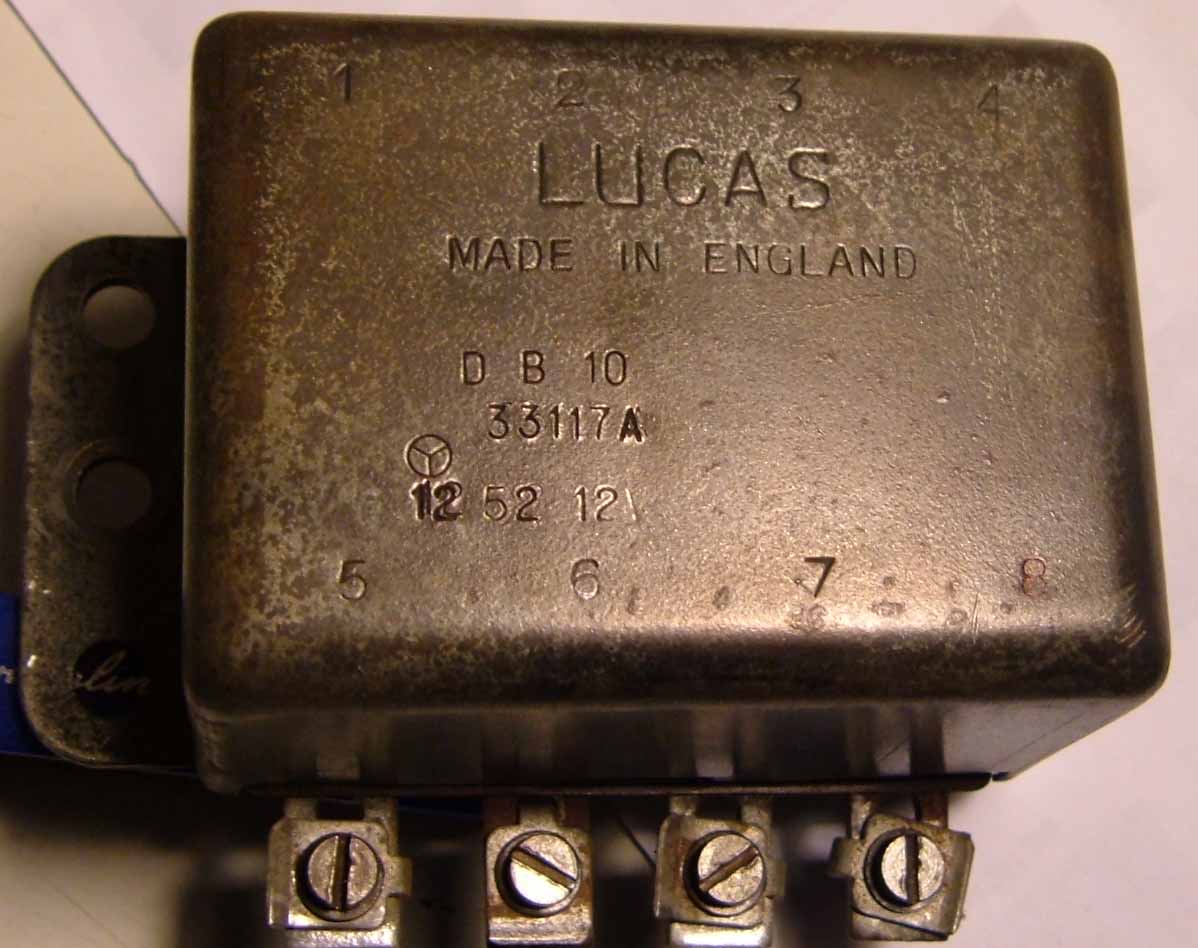 1 2 3 4
LUCAS
MADE IN ENGLAND
D B 10
33117A
12 52 12
5 6 7 8